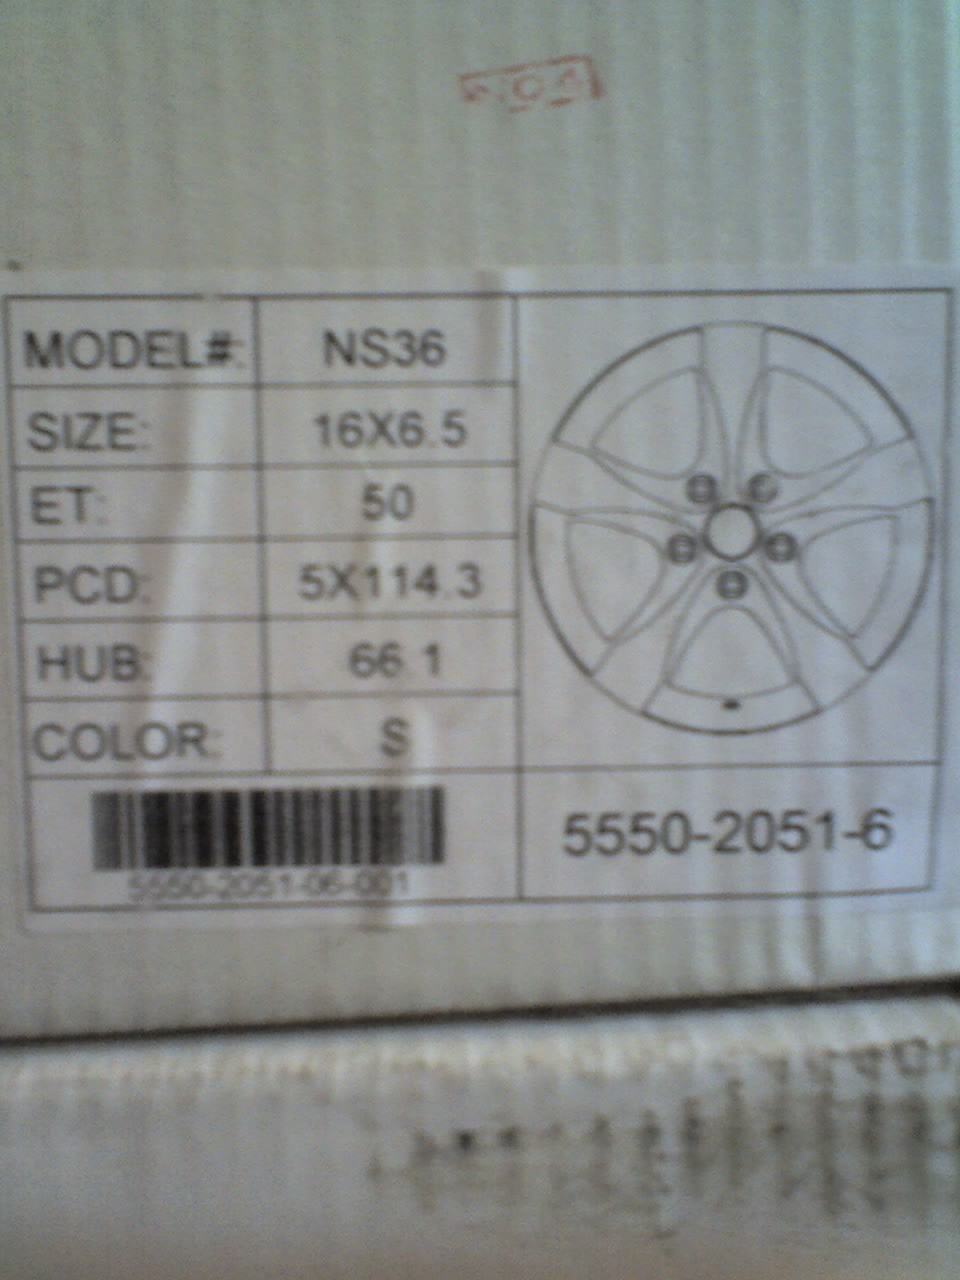 MODEL#: NS36
SIZE: 16X6.5
ET: 50
PCD: 5X114.3
HUB: 66.1
COLOR: S
5550-2051-06-001
5550-2051-6